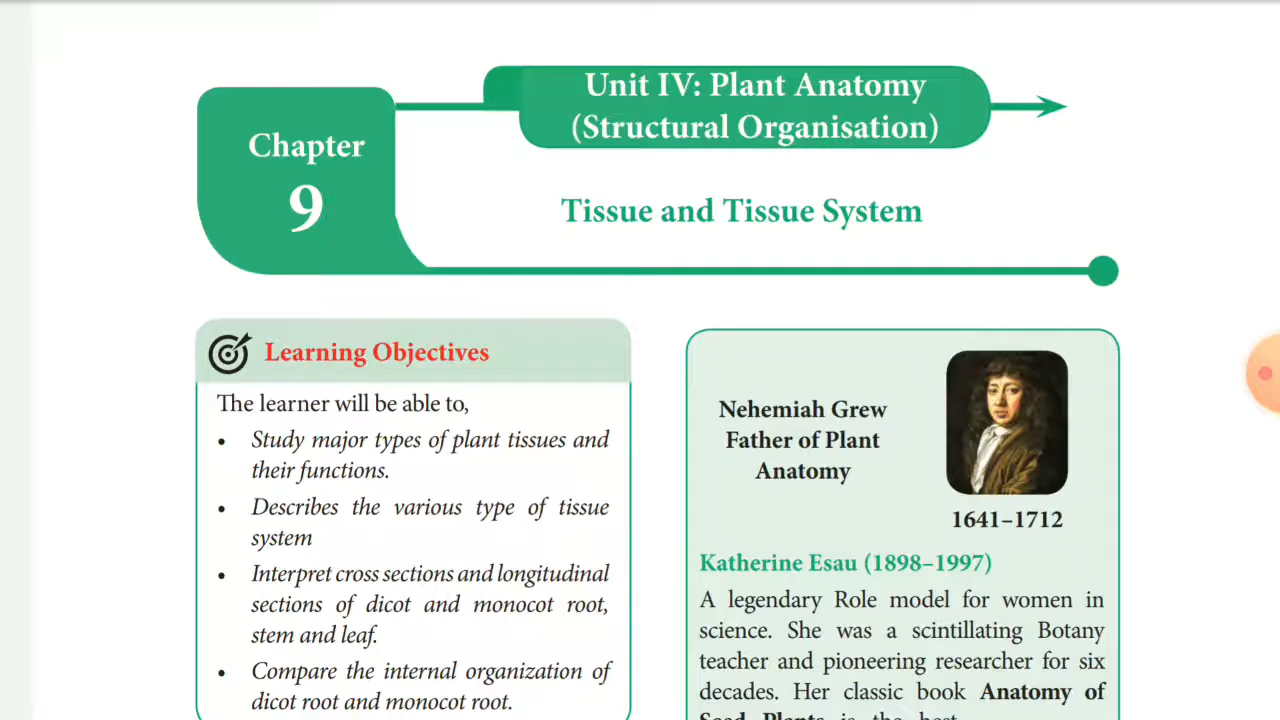 Unit IV: Plant Anatomy
(Structural Organisation)
Chapter
9
Tissue and Tissue System
Learning Objectives
The learner will be able to,
• Study major types of plant tissues and
their functions.
• Describes the various type of tissue
system
• Interpret cross sections and longitudinal
sections of dicot and monocot root,
stem and leaf.
• Compare the internal organization of
dicot root and monocot root.
Nehemiah Grew
Father of Plant
Anatomy
1641–1712
Katherine Esau (1898–1997)
A legendary Role model for women in
science. She was a scintillating Botany
teacher and pioneering researcher for six
decades. Her classic book Anatomy of
Seed Plants is the best